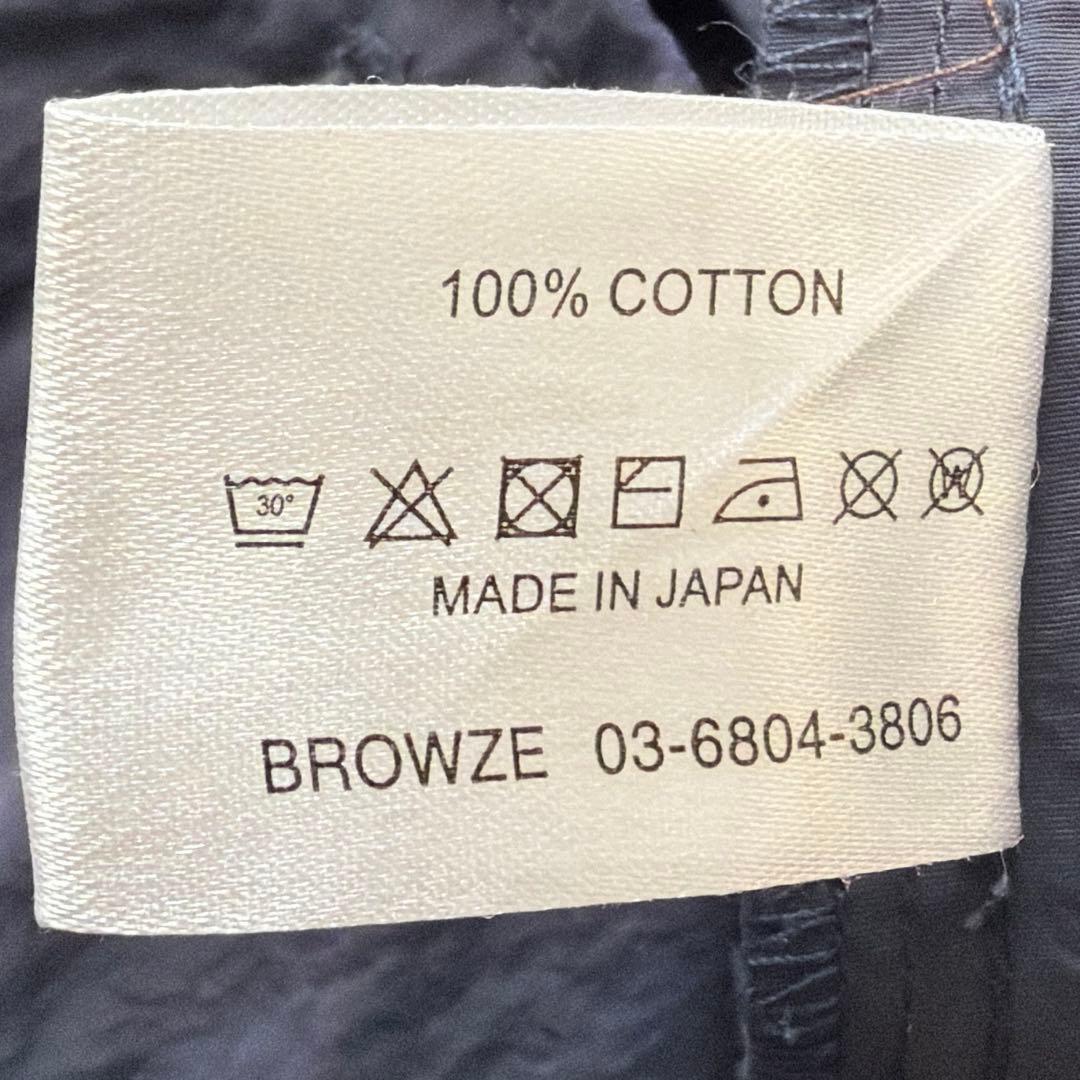 100% COTTON
30°
W
MADE IN JAPAN
BROWZE 03-6804-3806